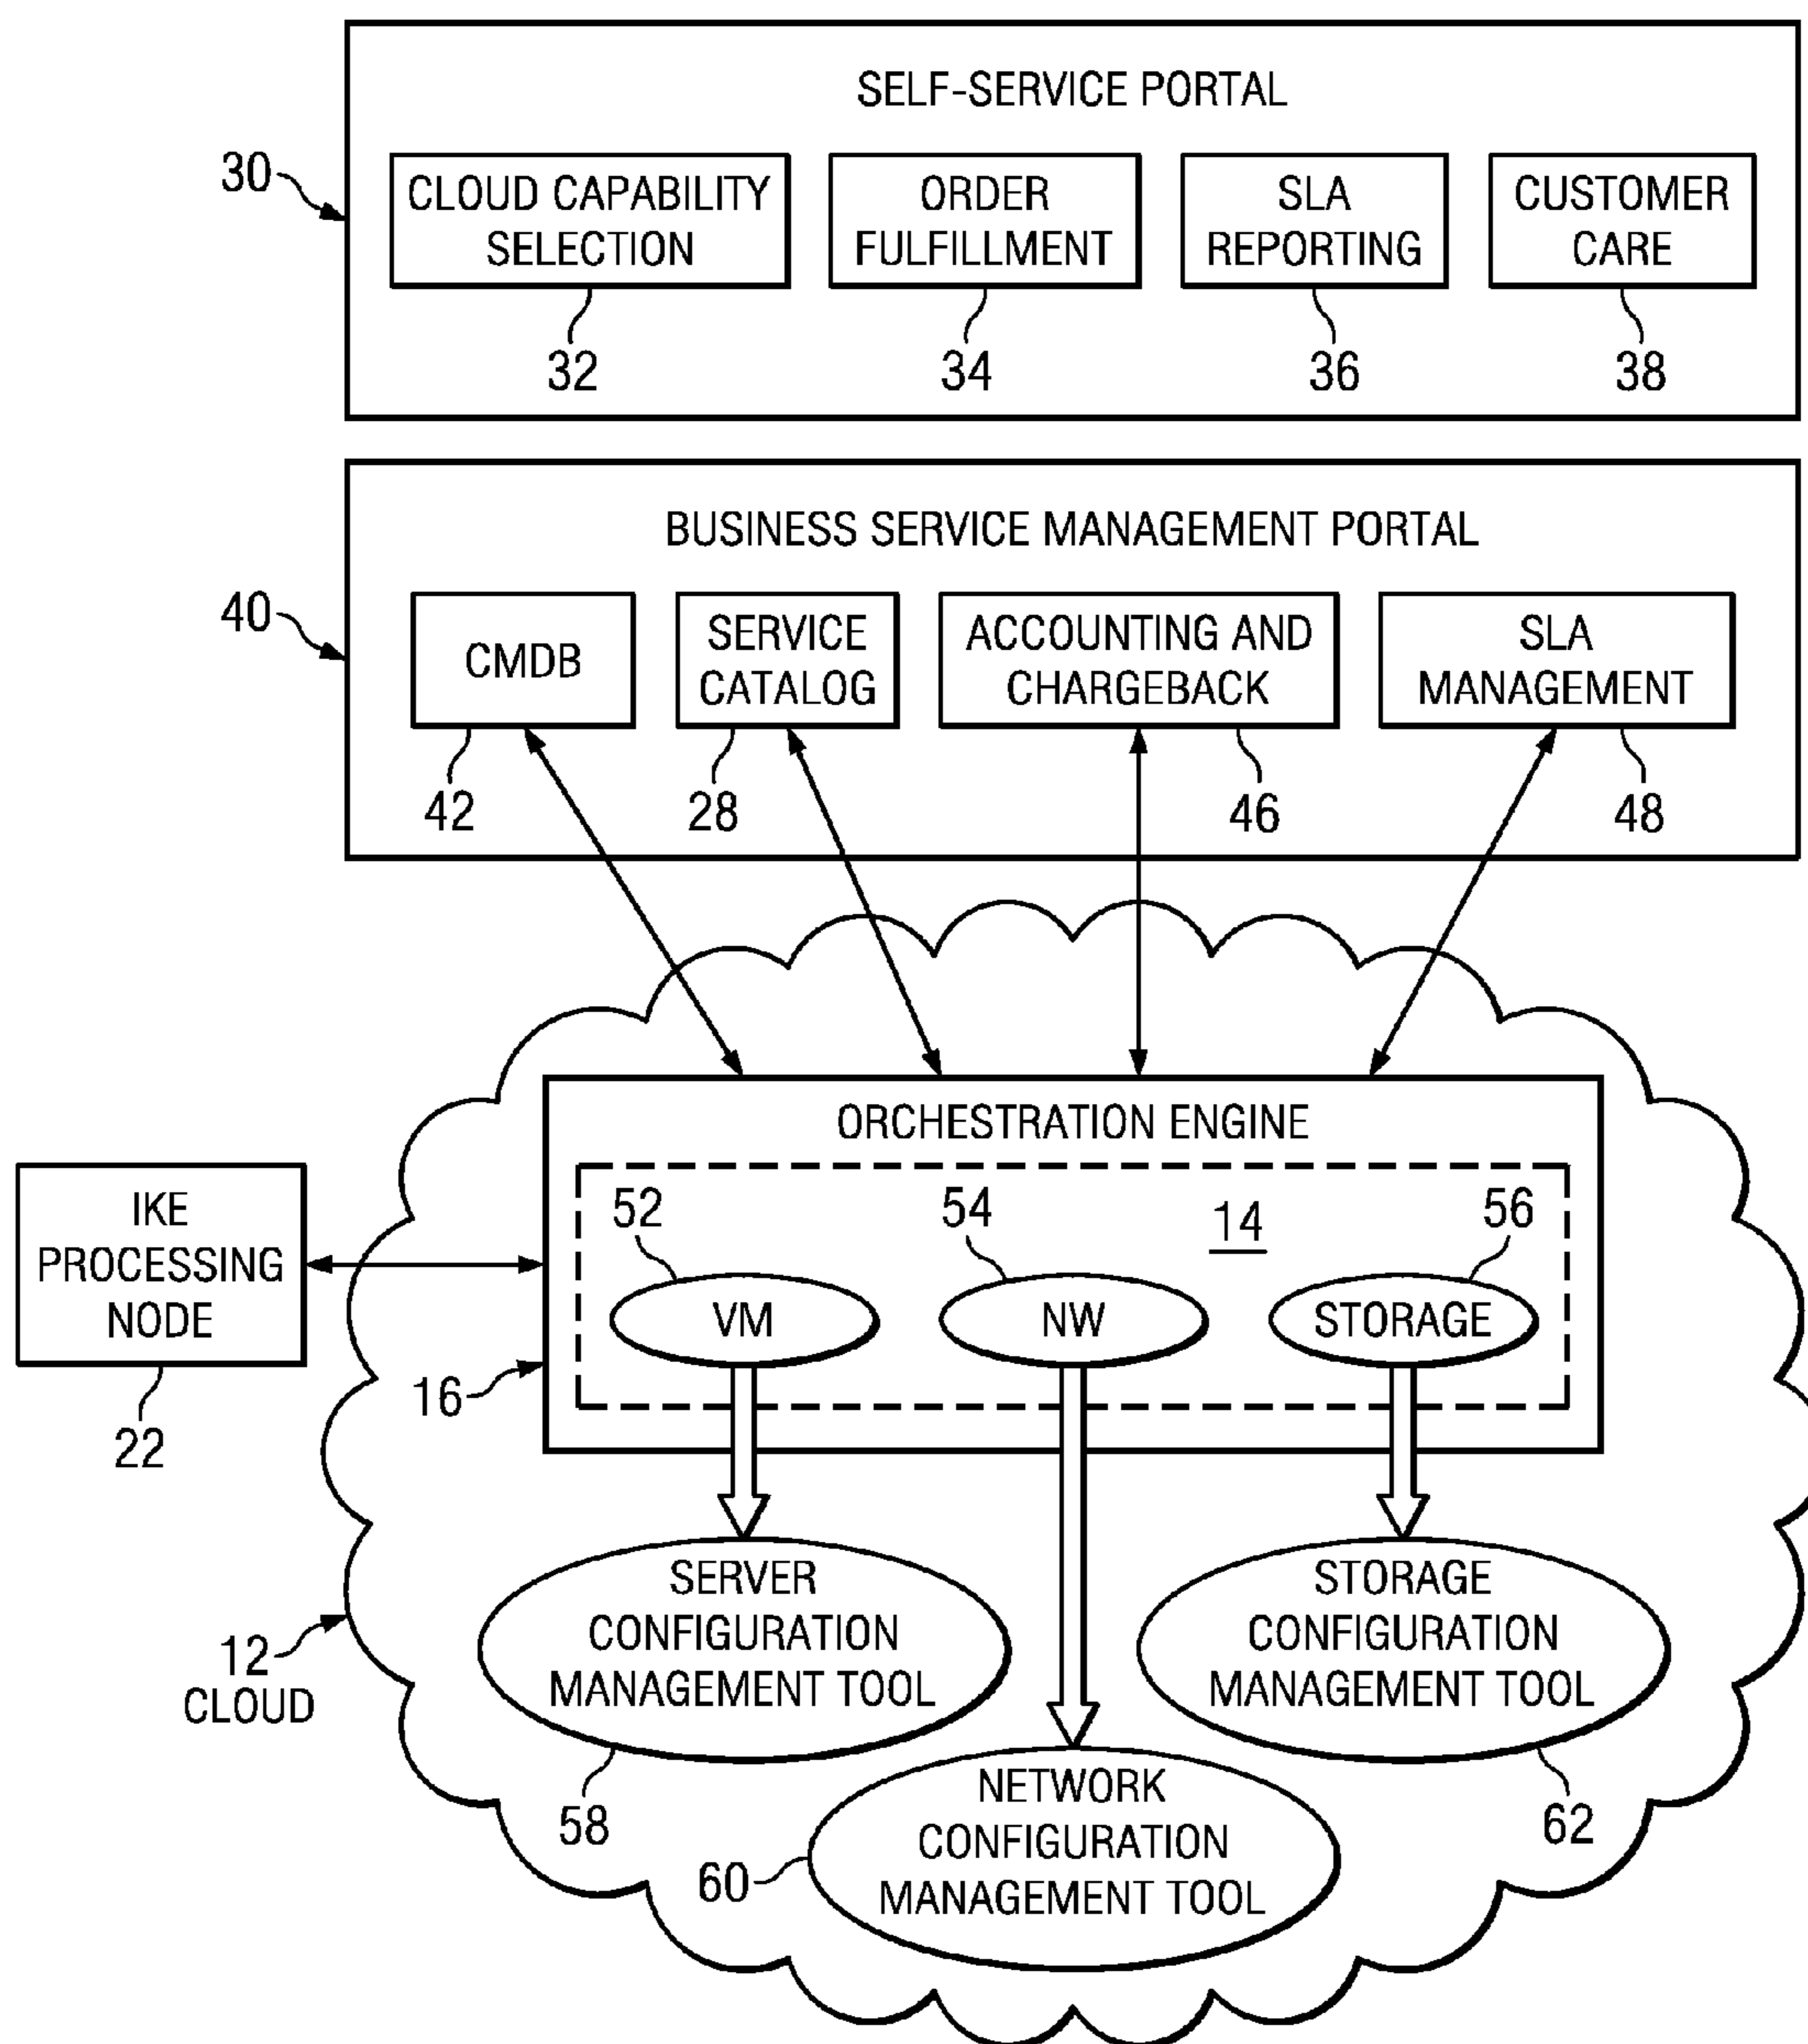 SELF-SERVICE PORTAL
30
CLOUD CAPABILITY
SELECTION
ORDER
FULFILLMENT
SLA
REPORTING
CUSTOMER
CARE
32
34
36
38
BUSINESS SERVICE MANAGEMENT PORTAL
40
CMDB
SERVICE
CATALOG
ACCOUNTING AND
CHARGEBACK
SLA
MANAGEMENT
42
28
46
48
ORCHESTRATION ENGINE
IKE
PROCESSING
NODE
22
52
54
14
56
VM
NW
STORAGE
16
SERVER
CONFIGURATION
MANAGEMENT TOOL
STORAGE
CONFIGURATION
MANAGEMENT TOOL
12
CLOUD
58
NETWORK
CONFIGURATION
MANAGEMENT TOOL
60
62